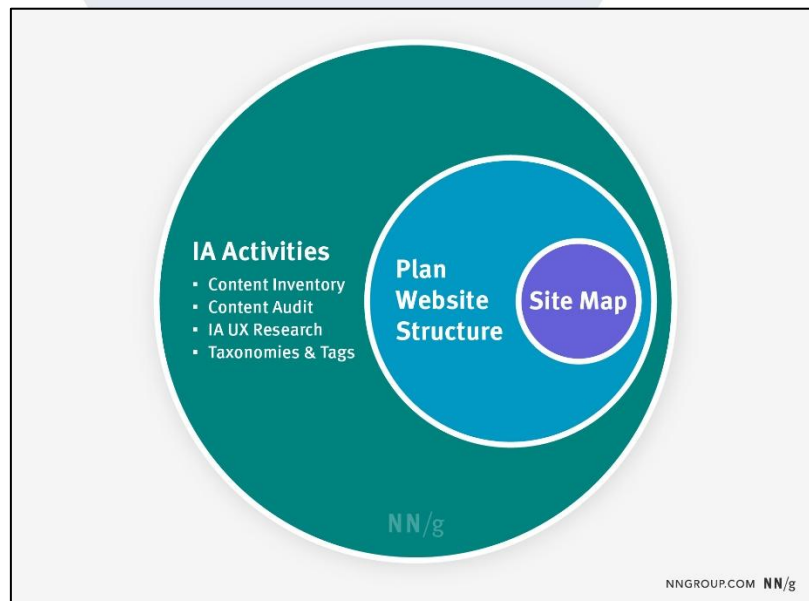 IA Activities
▪ Content Inventory
▪ Content Audit
▪ IA UX Research
▪ Taxonomies & Tags
Plan
Website
Structure
Site Map
NN/g
NNGROUP.COM NN/g